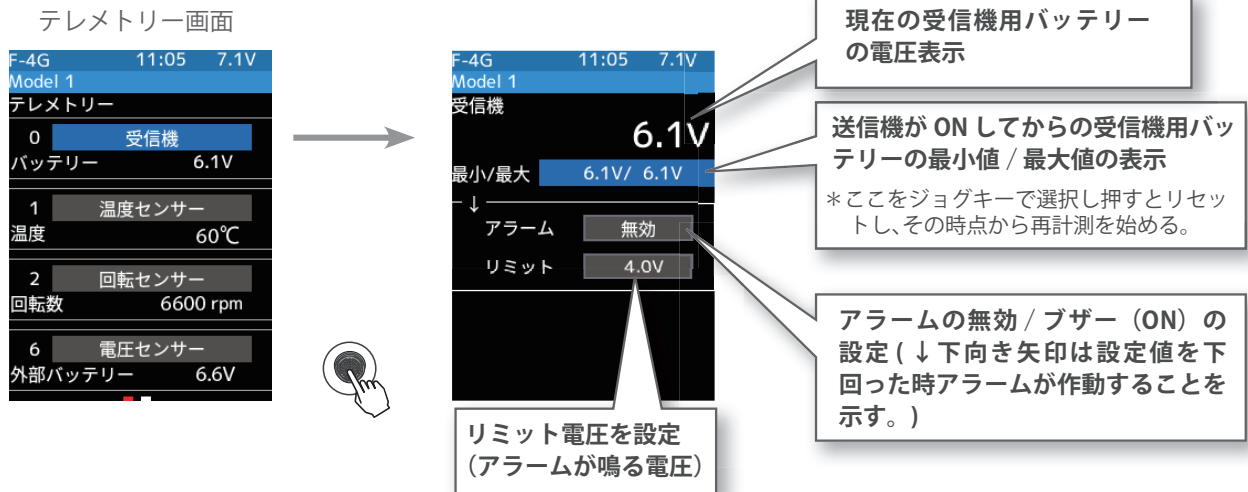 テレメトリー画面
F-4G 11:05 7.1V
Model 1
テレメトリー
0 受信機
バッテリー 6.1V
1 温度センサー
温度 60℃
2 回転センサー
回転数 6600 rpm
6 電圧センサー
外部バッテリー 6.6V
F-4G 11:05 7.1V
Model 1
受信機
6.1V
最小/最大 6.1V/ 6.1V
↓
アラーム 無効
リミット 4.0V
現在の受信機用バッテリー
の電圧表示
送信機が ON してからの受信機用バッ
テリーの最小値 / 最大値の表示
＊ここをジョグキーで選択し押すとリセッ
トし、その時点から再計測を始める。
アラームの無効 / ブザー（ON）の
設定 ( ↓下向き矢印は設定値を下
回った時アラームが作動することを
示す。)
リミット電圧を設定
（アラームが鳴る電圧）